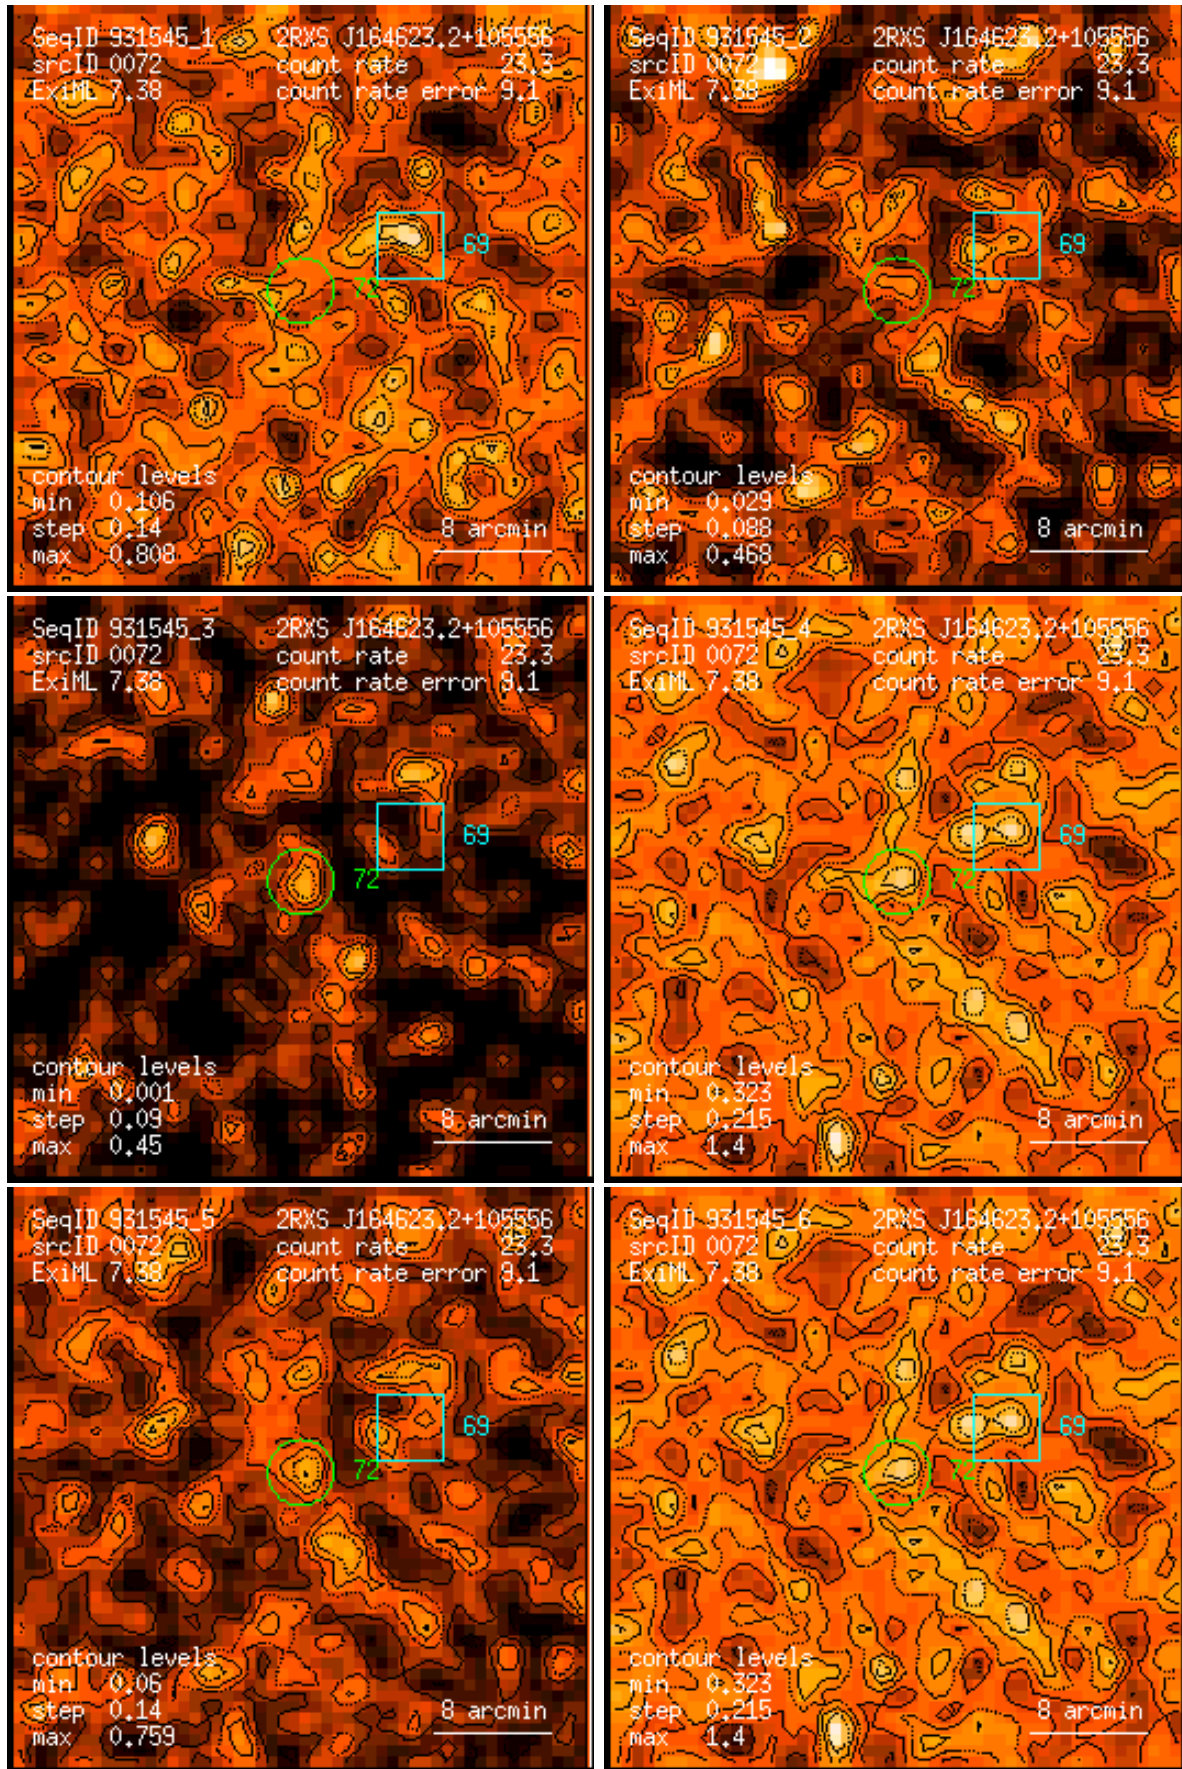 SeqID 931545_1 2RXS J164623.2+105556
srcID 0072 count rate 23.3
ExiML 7.38 count rate error 9.1
69
72
contour levels
min 0.106
step 0.14 8 arcmin
max 0.808
SeqID 931545_2 2RXS J164623.2+105556
srcID 0072 count rate 23.3
ExiML 7.38 count rate error 9.1
69
72
contour levels
min 0.029
step 0.088 8 arcmin
max 0.468
SeqID 931545_3 2RXS J164623.2+105556
srcID 0072 count rate 23.3
ExiML 7.38 count rate error 9.1
69
72
contour levels
min 0.001
step 0.09 8 arcmin
max 0.45
SeqID 931545_4 2RXS J164623.2+105556
srcID 0072 count rate 23.3
ExiML 7.38 count rate error 9.1
69
72
contour levels
min 0.323
step 0.215 8 arcmin
max 1.4
SeqID 931545_5 2RXS J164623.2+105556
srcID 0072 count rate 23.3
ExiML 7.38 count rate error 9.1
69
72
contour levels
min 0.06
step 0.14 8 arcmin
max 0.759
SeqID 931545_6 2RXS J164623.2+105556
srcID 0072 count rate 23.3
ExiML 7.38 count rate error 9.1
69
72
contour levels
min 0.323
step 0.215 8 arcmin
max 1.4